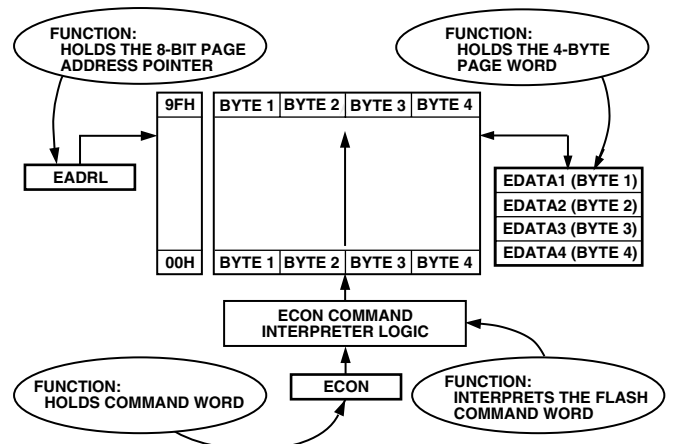 FUNCTION:
HOLDS THE 8-BIT PAGE
ADDRESS POINTER
FUNCTION:
HOLDS THE 4-BYTE
PAGE WORD
9FH
BYTE 1 BYTE 2 BYTE 3 BYTE 4
EADRL
EDATA1 (BYTE 1)
EDATA2 (BYTE 2)
EDATA3 (BYTE 3)
EDATA4 (BYTE 4)
00H
BYTE 1 BYTE 2 BYTE 3 BYTE 4
ECON COMMAND
INTERPRETER LOGIC
FUNCTION:
HOLDS COMMAND WORD
ECON
FUNCTION:
INTERPRETS THE FLASH
COMMAND WORD